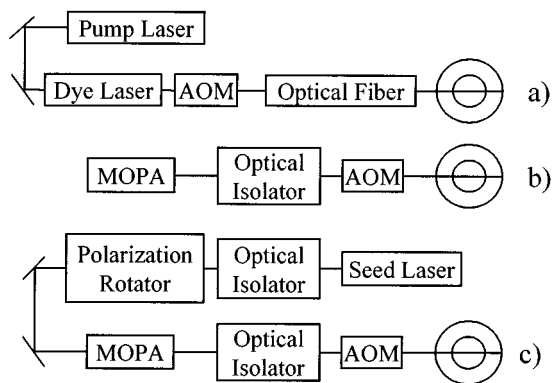 Pump Laser
Dye Laser AOM Optical Fiber a)
MOPA Optical Isolator AOM b)
Polarization Rotator Optical Isolator Seed Laser
MOPA Optical Isolator AOM c)